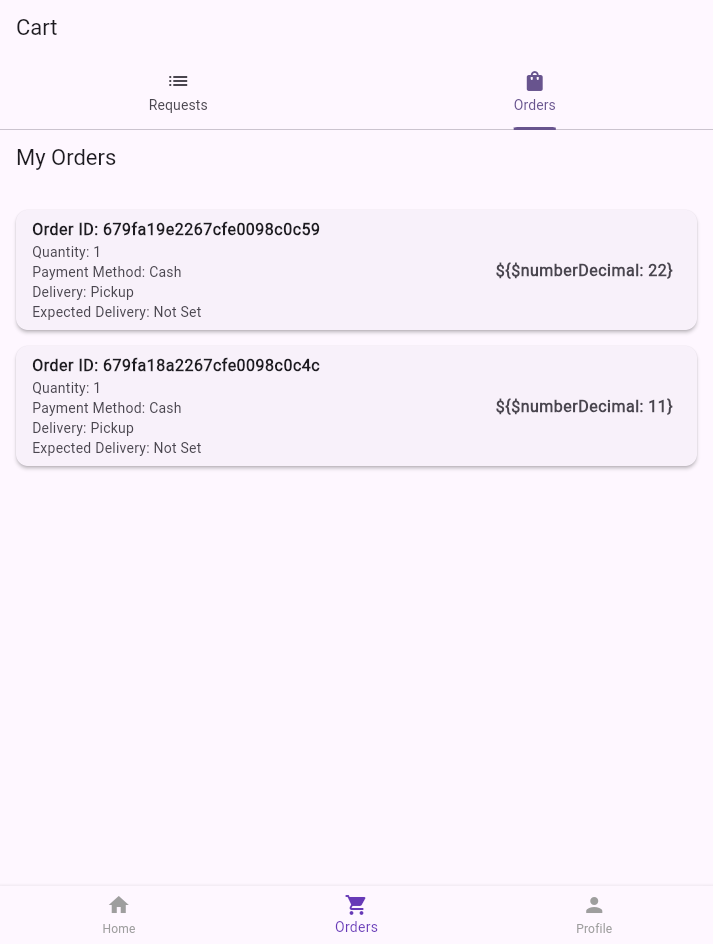 Cart
Requests
Orders
My Orders
Order ID: 679fa19e2267cfe0098c0c59
Quantity: 1
Payment Method: Cash
Delivery: Pickup
Expected Delivery: Not Set
${$numberDecimal: 22}
Order ID: 679fa18a2267cfe0098c0c4c
Quantity: 1
Payment Method: Cash
Delivery: Pickup
Expected Delivery: Not Set
${$numberDecimal: 11}
Home
Orders
Profile